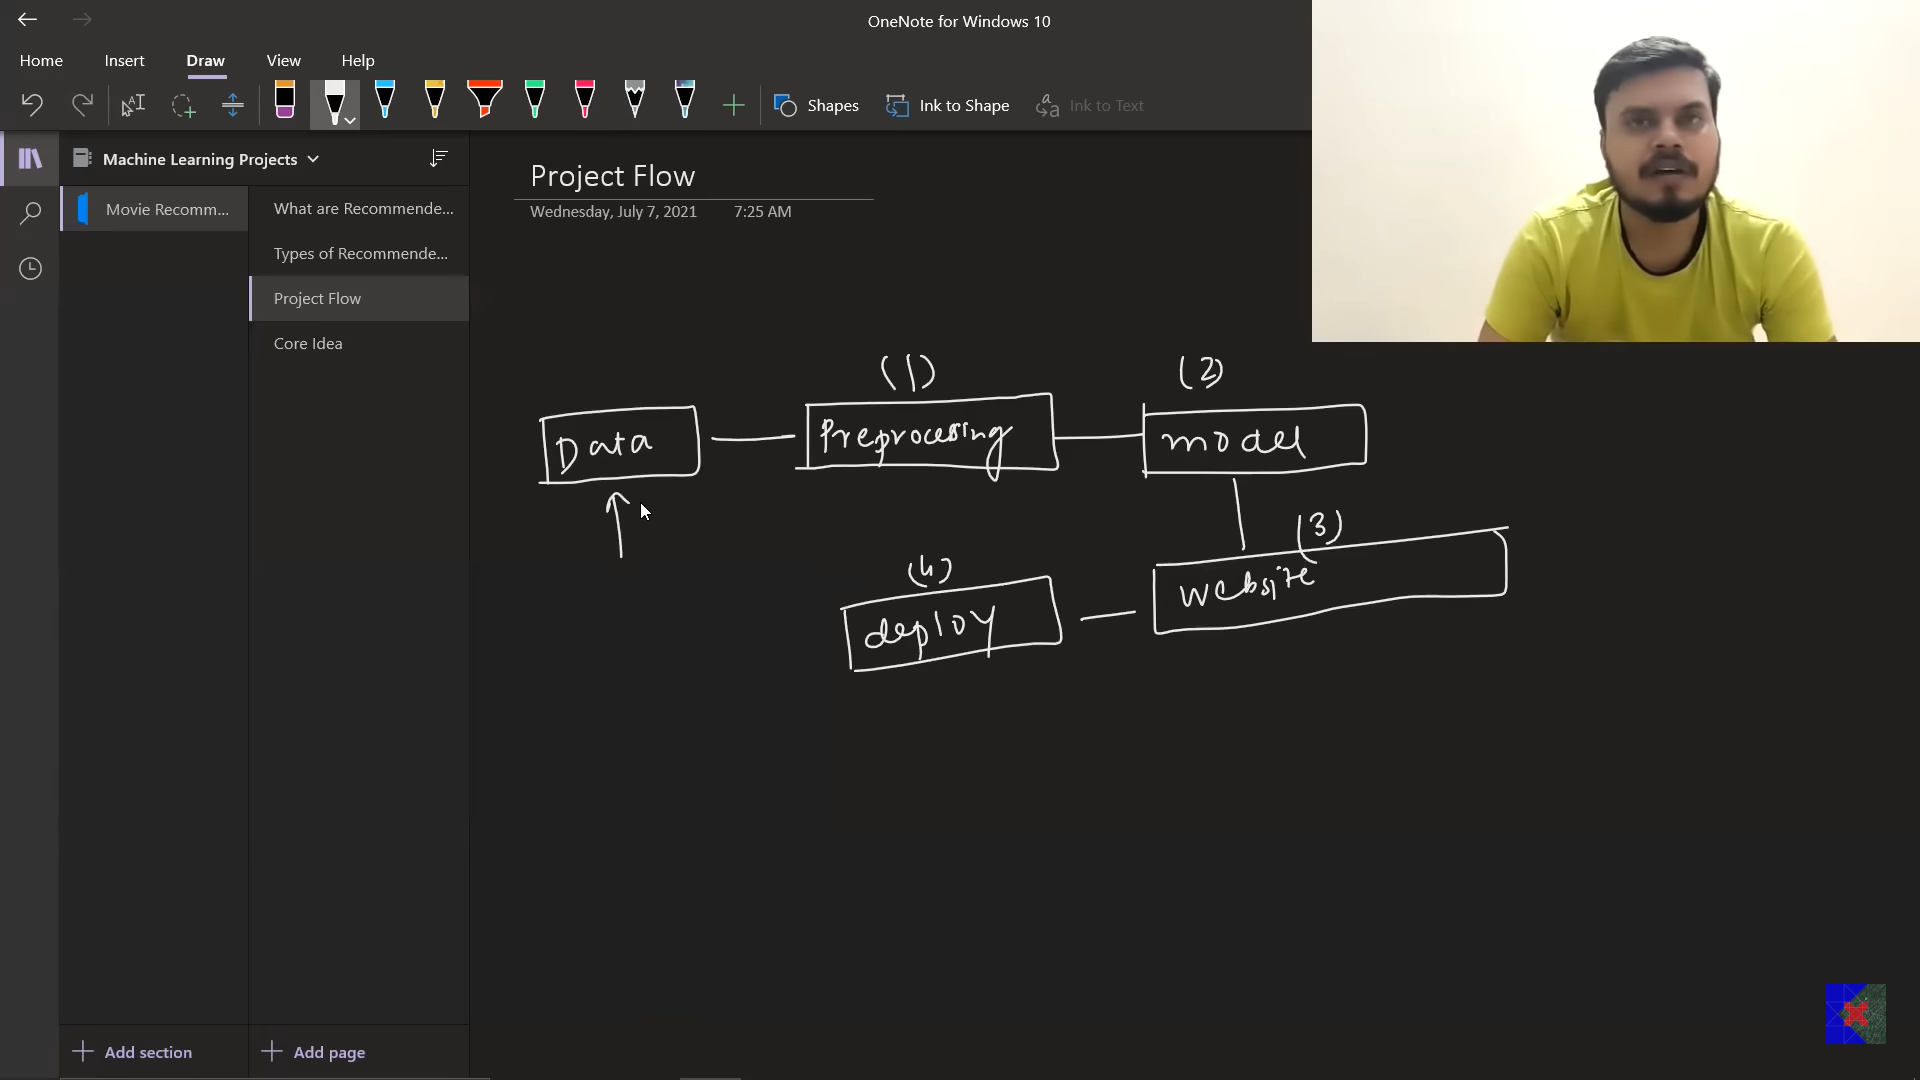 OneNote for Windows 10
Home Insert Draw View Help
Shapes Ink to Shape Ink to Text
Machine Learning Projects
Movie Recomm...
What are Recommende...
Types of Recommende...
Project Flow
Core Idea
Project Flow
Wednesday, July 7, 2021 7:25 AM
(1) (2)
Data Preprocessing model
(3)
website
(4)
deploy
Add section Add page